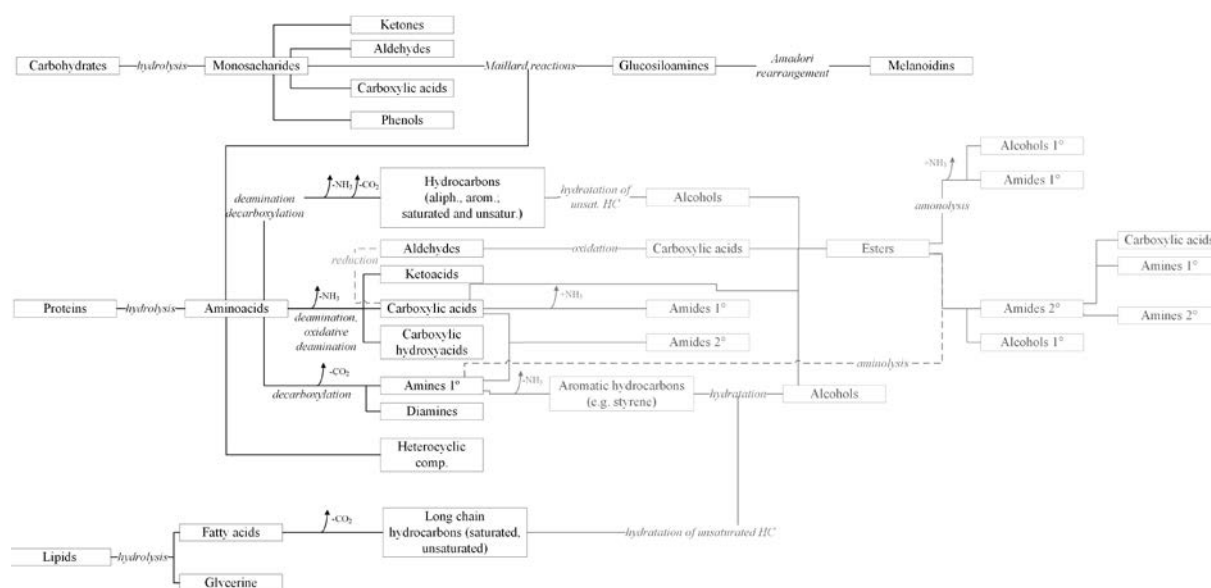 Ketones
Aldehydes
Carbohydrates
hydrolysis
Monosacharides
Maillard reactions
Glucosiloamines
Amadori
rearrangement
Melanoidins
Carboxylic acids
Phenols
Alcohols 1°
-NH₃
Amides 1°
amonolysis
deamination
decarboxylation
-NH₃
-CO₂
Hydrocarbons
(aliph., arom.;
saturated and unsatur.)
hydratation of
unsat. HC
Alcohols
Aldehydes
oxidation
Carboxylic acids
Esters
Carboxylic acids
reduction
Ketoacids
Amines 1°
Proteins
hydrolysis
Aminoacids
-NH₃
deamination,
oxidative
deamination
Carboxylic acids
+NH₃
Amides 1°
Amides 2°
Amines 2°
Carboxylic
hydroxyacids
Amides 2°
Alcohols 1°
aminolysis
-CO₂
decarboxylation
Amines 1°
-NH₃
Aromatic hydrocarbons
(e.g. styrene)
hydratation
Alcohols
Diamines
Heterocyclic
comp.
Fatty acids
-CO₂
Long chain
hydrocarbons (saturated,
unsaturated)
hydratation of unsaturated HC
Lipids
hydrolysis
Glycerine